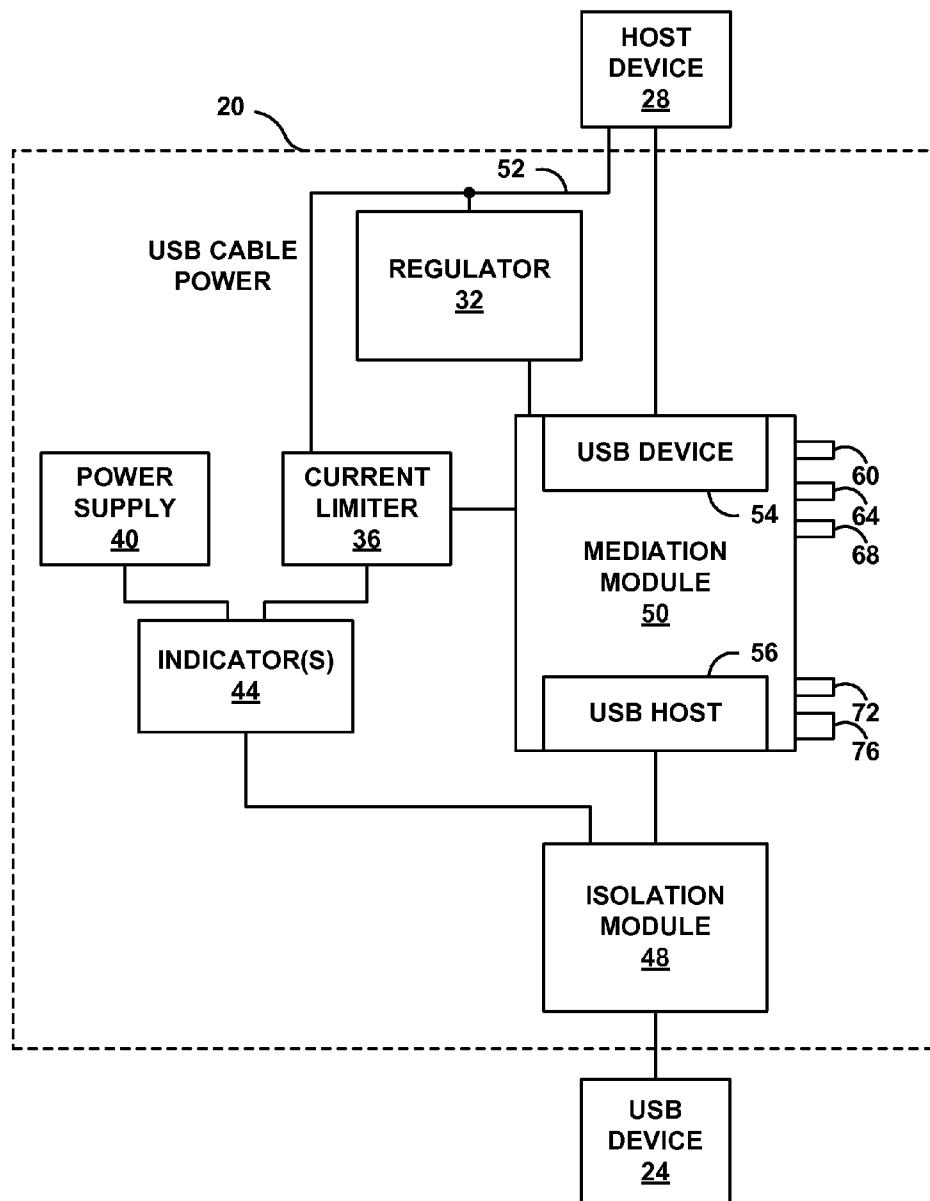 HOST
DEVICE
28
20
52
USB CABLE
POWER
REGULATOR
32
USB DEVICE
54
60
64
68
POWER
SUPPLY
40
CURRENT
LIMITER
36
MEDIATION
MODULE
50
INDICATOR(S)
44
56
USB HOST
72
76
ISOLATION
MODULE
48
USB
DEVICE
24